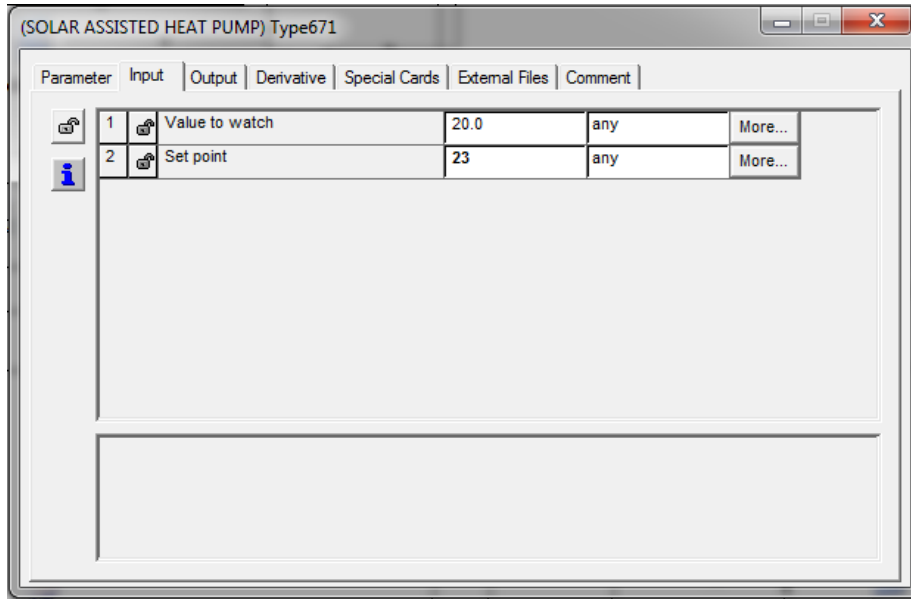 (SOLAR ASSISTED HEAT PUMP) Type671
Parameter Input Output Derivative Special Cards External Files Comment
1 Value to watch 20.0 any More...
2 Set point 23 any More...